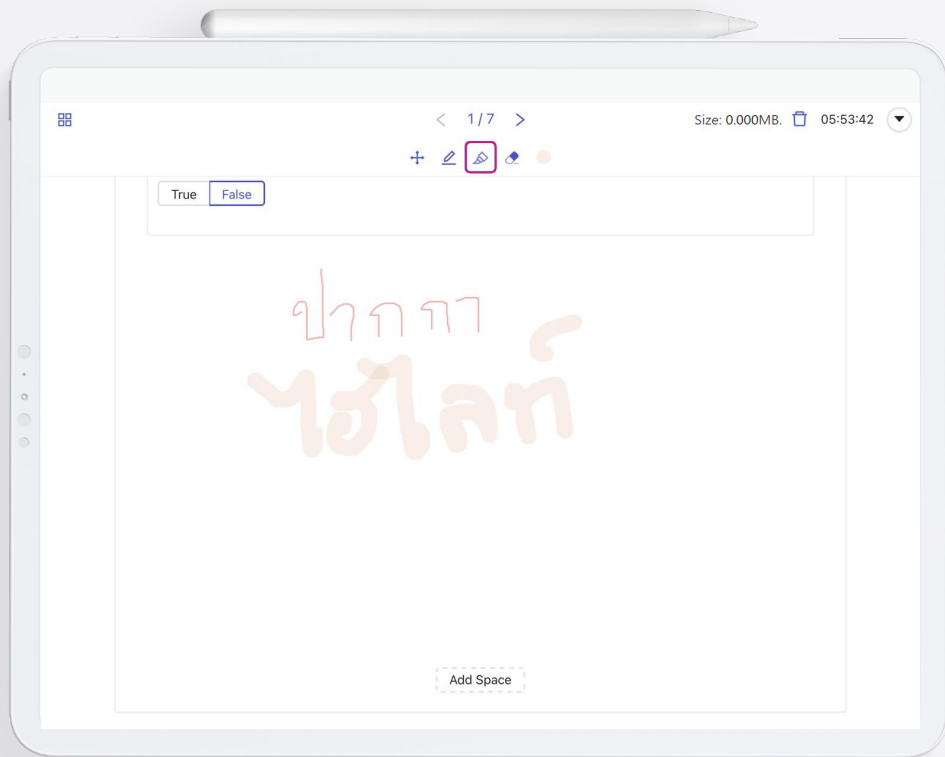 < 1/7 >
Size: 0.000MB. 05:53:42
True False
ปากกา
ไฮไลท์
Add Space